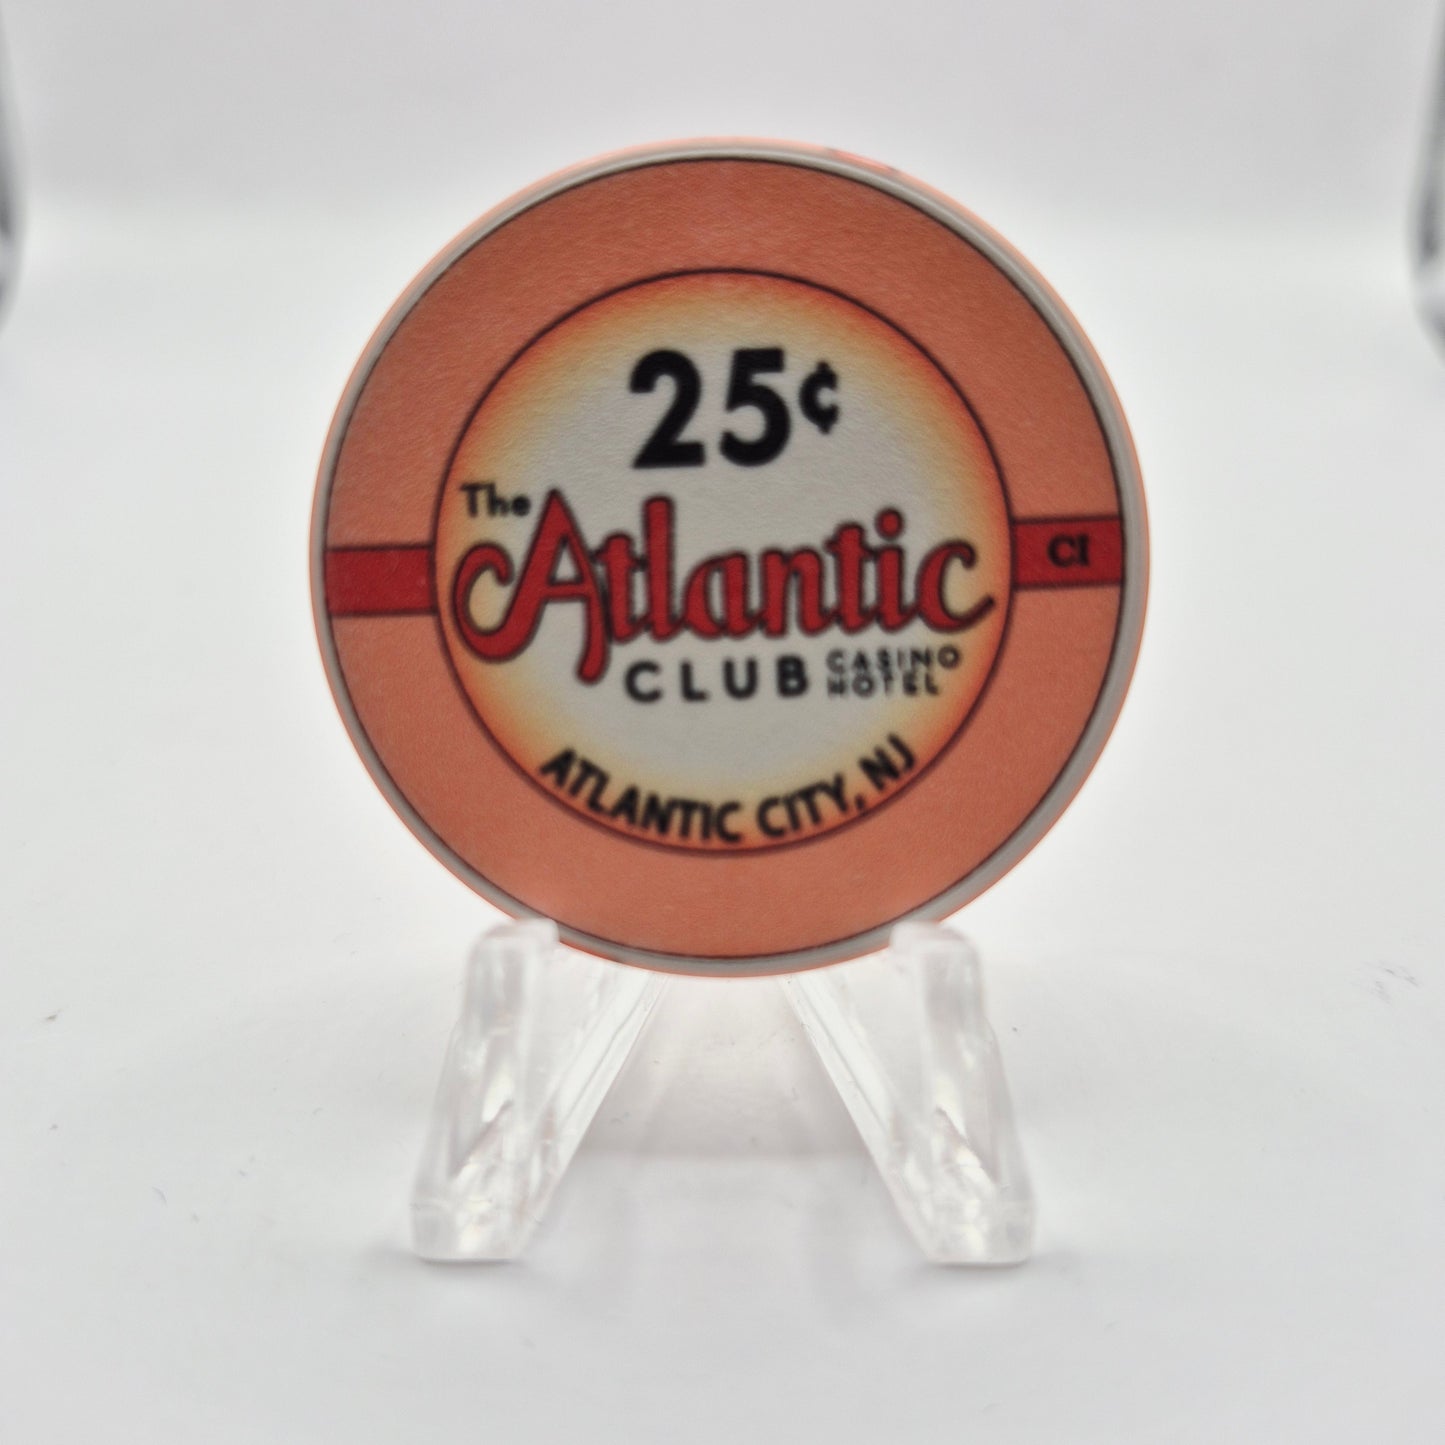 25¢
The
Atlantic
CI
CLUB CASINO
HOTEL
ATLANTIC CITY, NJ